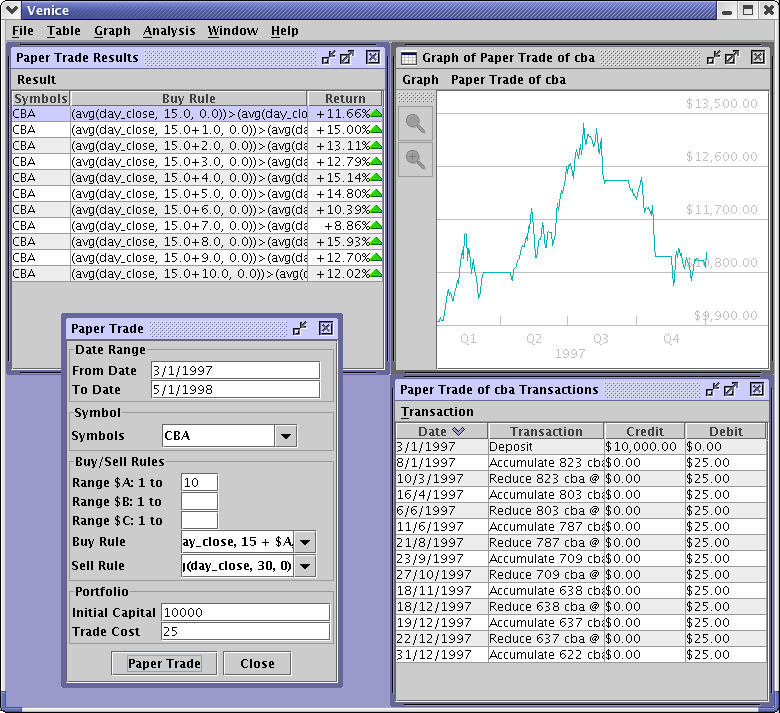 Venice
File Table Graph Analysis Window Help
Paper Trade Results
Result
Symbols Buy Rule Return
CBA (avg(day_close, 15.0, 0.0))>(avg(day_clo +11.66%
CBA (avg(day_close, 15.0+1.0, 0.0))>(avg(da +15.00%
CBA (avg(day_close, 15.0+2.0, 0.0))>(avg(da +13.11%
CBA (avg(day_close, 15.0+3.0, 0.0))>(avg(da +12.79%
CBA (avg(day_close, 15.0+4.0, 0.0))>(avg(da +15.14%
CBA (avg(day_close, 15.0+5.0, 0.0))>(avg(da +14.80%
CBA (avg(day_close, 15.0+6.0, 0.0))>(avg(da +10.39%
CBA (avg(day_close, 15.0+7.0, 0.0))>(avg(da +8.86%
CBA (avg(day_close, 15.0+8.0, 0.0))>(avg(da +15.93%
CBA (avg(day_close, 15.0+9.0, 0.0))>(avg(da +12.70%
CBA (avg(day_close, 15.0+10.0, 0.0))>(avg(d +12.02%
Graph of Paper Trade of cba
Graph Paper Trade of cba
$13,500.00
$12,600.00
$11,700.00
$10,800.00
$9,900.00
Q1 Q2 Q3 Q4
1997
Paper Trade
Date Range
From Date 3/1/1997
To Date 5/1/1998
Symbol
Symbols CBA
Buy/Sell Rules
Range $A: 1 to 10
Range $B: 1 to
Range $C: 1 to
Buy Rule ay_close, 15 + $A,
Sell Rule g(day_close, 30, 0)
Portfolio
Initial Capital 10000
Trade Cost 25
Paper Trade Close
Paper Trade of cba Transactions
Transaction
Date Transaction Credit Debit
3/1/1997 Deposit $10,000.00 $0.00
8/1/1997 Accumulate 823 cba $0.00 $25.00
10/3/1997 Reduce 823 cba @ $0.00 $25.00
16/4/1997 Accumulate 803 cba $0.00 $25.00
6/6/1997 Reduce 803 cba @ $0.00 $25.00
11/6/1997 Accumulate 787 cba $0.00 $25.00
21/8/1997 Reduce 787 cba @ $0.00 $25.00
23/9/1997 Accumulate 709 cba $0.00 $25.00
27/10/1997 Reduce 709 cba @ $0.00 $25.00
18/11/1997 Accumulate 638 cba $0.00 $25.00
18/12/1997 Reduce 638 cba @ $0.00 $25.00
19/12/1997 Accumulate 637 cba $0.00 $25.00
22/12/1997 Reduce 637 cba @ $0.00 $25.00
31/12/1997 Accumulate 622 cba $0.00 $25.00